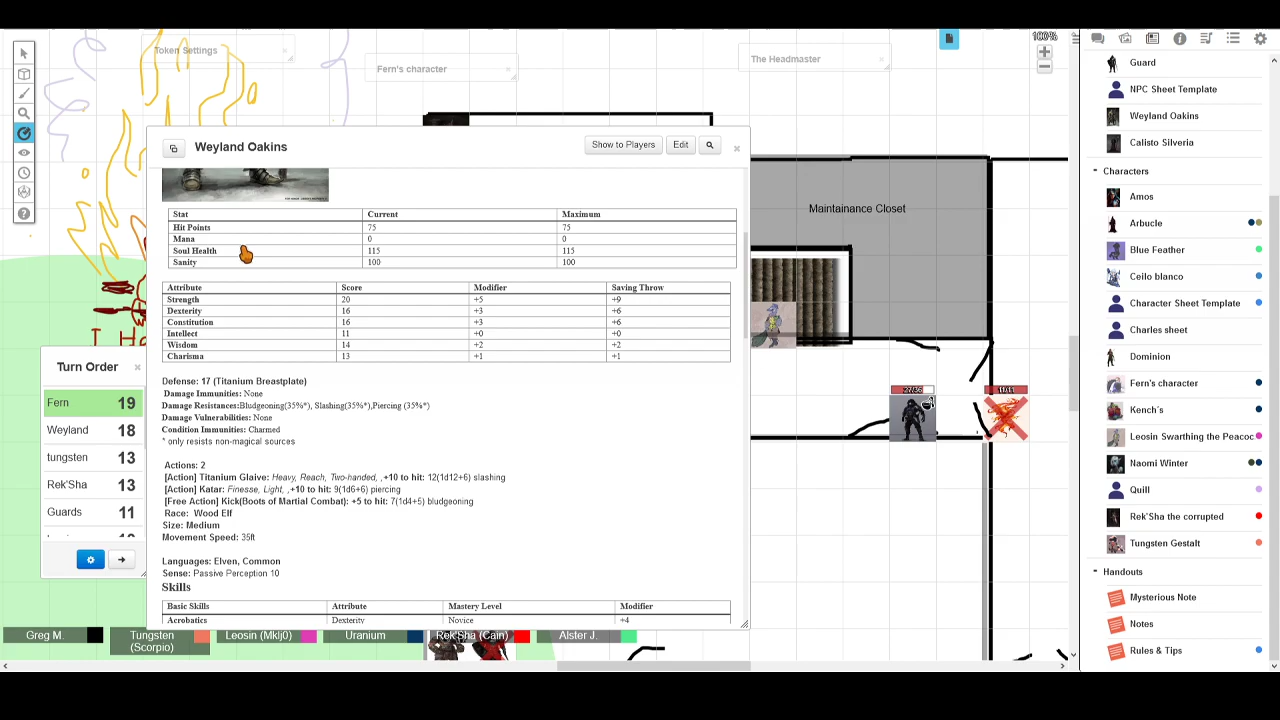 Token Settings
Fern's character
The Headmaster
100%
Weyland Oakins
Show to Players
Edit
Stat Current Maximum
Hit Points 75 75
Mana 0 0
Soul Health 115 115
Sanity 100 100
Attribute Score Modifier Saving Throw
Strength 20 +5 +9
Dexterity 16 +3 +6
Constitution 16 +3 +6
Intellect 11 +0 +0
Wisdom 14 +2 +2
Charisma 13 +1 +1
Defense: 17 (Titanium Breastplate)
Damage Immunities: None
Damage Resistances:Bludgeoning(35%*), Slashing(35%*),Piercing (35%*)
Damage Vulnerabilities: None
Condition Immunities: Charmed
* only resists non-magical sources
Actions: 2
[Action] Titanium Glaive: Heavy, Reach, Two-handed, ,+10 to hit: 12(1d12+6) slashing
[Action] Katar: Finesse, Light, ,+10 to hit: 9(1d6+6) piercing
[Free Action] Kick(Boots of Martial Combat): +5 to hit: 7(1d4+5) bludgeoning
Race: Wood Elf
Size: Medium
Movement Speed: 35ft
Languages: Elven, Common
Sense: Passive Perception 10
Skills
Basic Skills Attribute Mastery Level Modifier
Acrobatics Dexterity Novice +4
Turn Order
Fern 19
Weyland 18
tungsten 13
Rek'Sha 13
Guards 11
Maintainance Closet
27/36
11/11
Greg M.
Tungsten (Scorpio)
Leosin (Mklj0)
Uranium
Rek'Sha (Cain)
Alster J.
Guard
NPC Sheet Template
Weyland Oakins
Calisto Silveria
Characters
Amos
Arbucle
Blue Feather
Ceilo blanco
Character Sheet Template
Charles sheet
Dominion
Fern's character
Kench's
Leosin Swarthing the Peacoc
Naomi Winter
Quill
Rek'Sha the corrupted
Tungsten Gestalt
Handouts
Mysterious Note
Notes
Rules & Tips